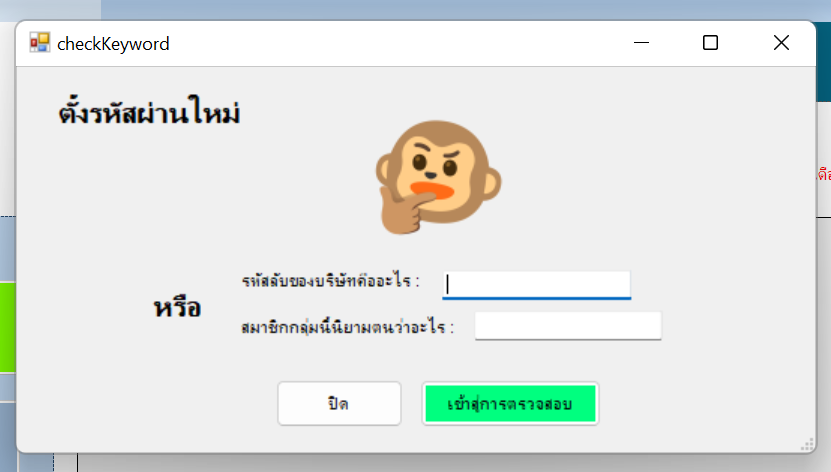 checkKeyword
ตั้งรหัสผ่านใหม่
รหัสลับของบริษัทคืออะไร :
หรือ
สมาชิกกลุ่มนี้นิยามตนว่าอะไร :
ปิด
เข้าสู่การตรวจสอบ